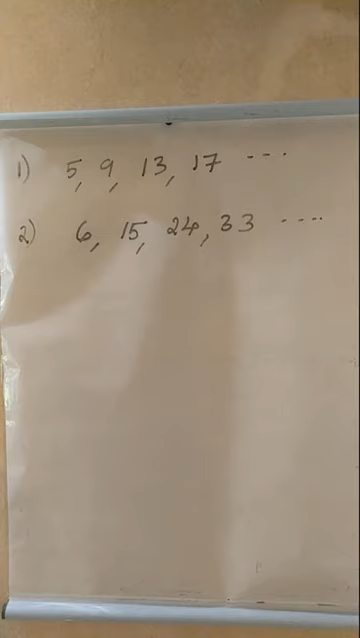 1) 5, 9, 13, 17 ---.
2) 6, 15, 24, 33 ----